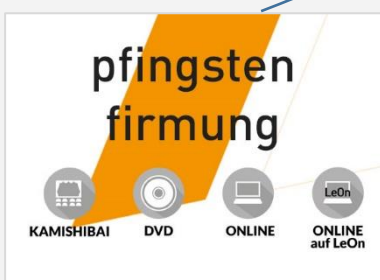 pfingsten
firmung
LeOn
KAMISHIBAI DVD ONLINE ONLINE
auf LeOn